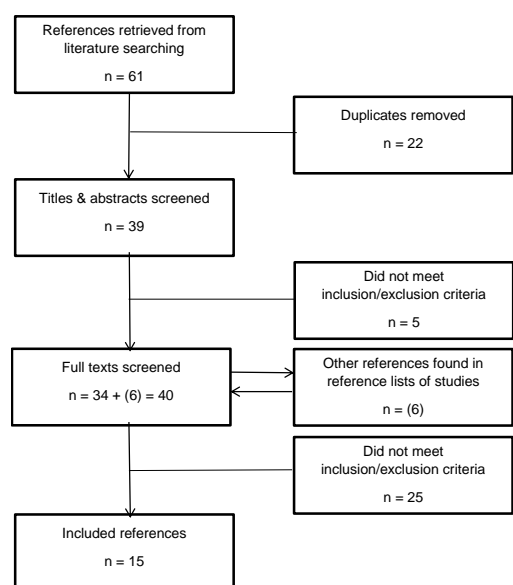 References retrieved from
literature searching
n = 61
Duplicates removed
n = 22
Titles & abstracts screened
n = 39
Did not meet
inclusion/exclusion criteria
n = 5
Full texts screened
n = 34 + (6) = 40
Other references found in
reference lists of studies
n = (6)
Did not meet
inclusion/exclusion criteria
n = 25
Included references
n = 15